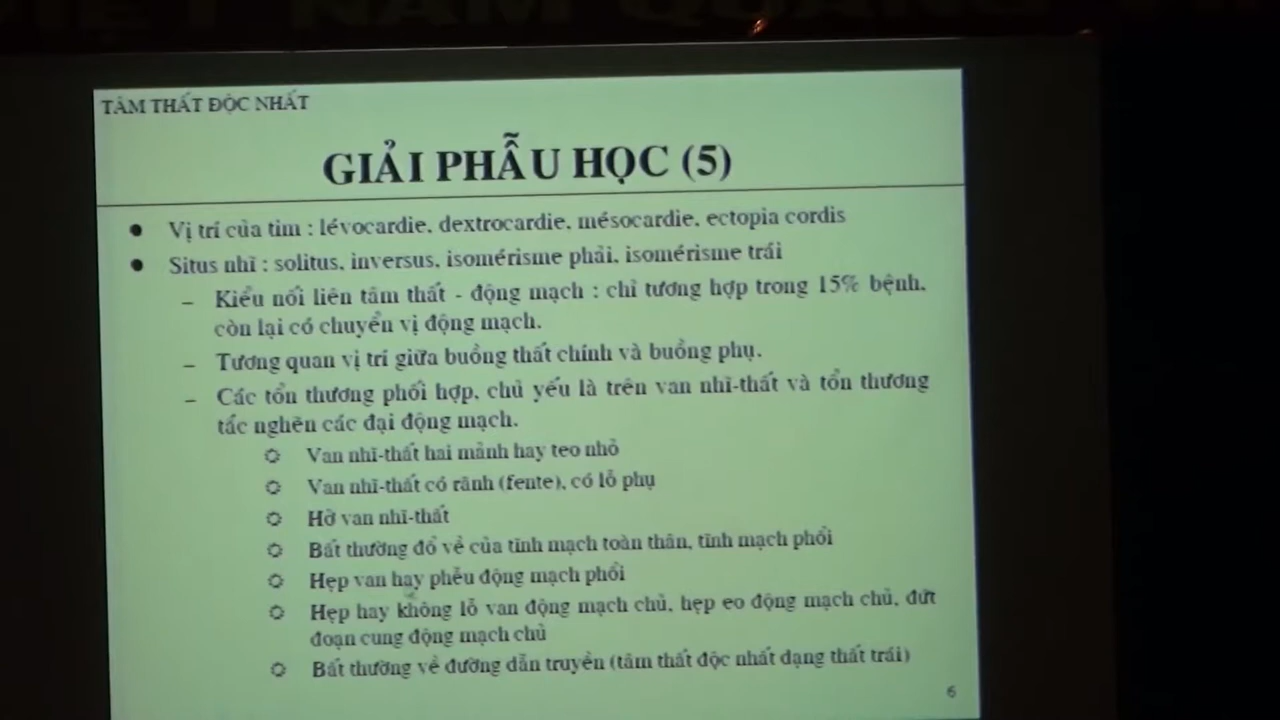 VIỆT NAM QUANG
TÂM THẤT ĐỘC NHẤT
GIẢI PHẪU HỌC (5)
● Vị trí của tim : lévocardie, dextrocardie, mésocardie, ectopia cordis
● Situs nhĩ : solitus, inversus, isomérisme phải, isomérisme trái
– Kiểu nối liên tâm thất - động mạch : chỉ tương hợp trong 15% bệnh,
còn lại có chuyển vị động mạch.
– Tương quan vị trí giữa buồng thất chính và buồng phụ.
– Các tổn thương phối hợp, chủ yếu là trên van nhĩ-thất và tổn thương
tắc nghẽn các đại động mạch.
Van nhĩ-thất hai mảnh hay teo nhỏ
Van nhĩ-thất có rãnh (fente), có lỗ phụ
Hở van nhĩ-thất
Bất thường đổ về của tĩnh mạch toàn thân, tĩnh mạch phổi
Hẹp van hay phễu động mạch phổi
Hẹp hay không lỗ van động mạch chủ, hẹp eo động mạch chủ, đứt
đoạn cung động mạch chủ
Bất thường về đường dẫn truyền (tâm thất độc nhất dạng thất trái)
6